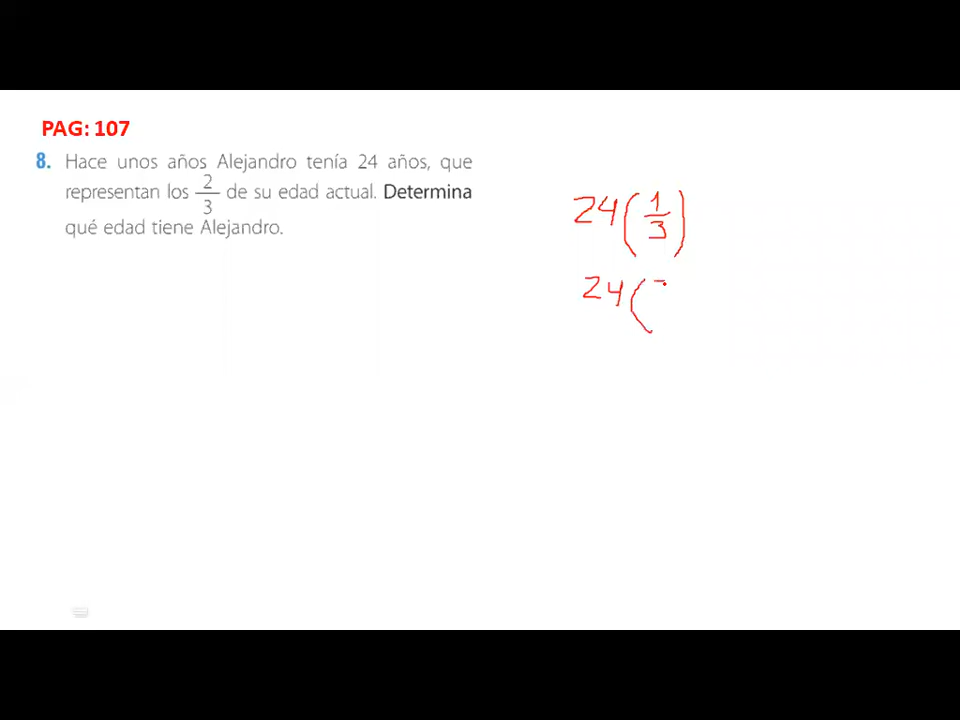 PAG: 107
8. Hace unos años Alejandro tenía 24 años, que
representan los 2/3 de su edad actual. Determina
qué edad tiene Alejandro.
24(1/3)
24(